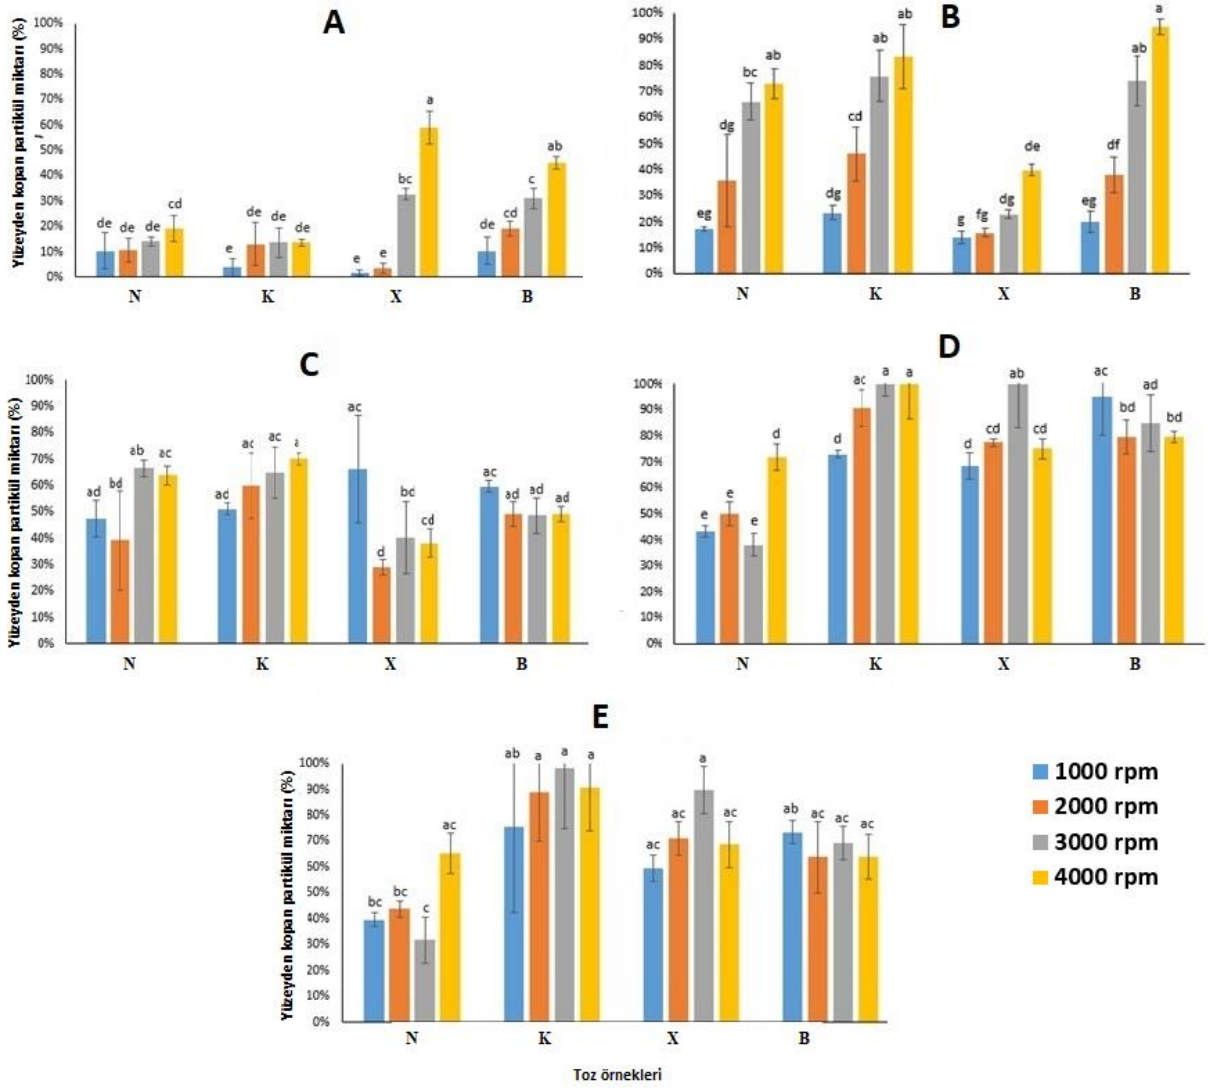 A
Yüzeyden kopan partikül miktarı (%)
100%
90%
80%
70%
60%
50%
40%
30%
20%
10%
0%
de de de cd
e de de de
e e bc a
de cd c ab
N K X B
B
100%
90%
80%
70%
60%
50%
40%
30%
20%
10%
0%
eg dg bc ab
dg cd ab ab
g fg dg de
eg df ab a
N K X B
C
Yüzeyden kopan partikül miktarı (%)
100%
90%
80%
70%
60%
50%
40%
30%
20%
10%
0%
ad bd ab ac
ad ac ac a
ac d bd cd
ac ad ad ad
N K X B
D
100%
90%
80%
70%
60%
50%
40%
30%
20%
10%
0%
e e e d
d ac a a
d cd ab cd
ac bd ad bd
N K X B
E
Yüzeyden kopan partikül miktarı (%)
100%
90%
80%
70%
60%
50%
40%
30%
20%
10%
0%
bc bc c ac
ab a a a
ac ac a ac
ab ac ac ac
N K X B
Toz örnekleri
1000 rpm
2000 rpm
3000 rpm
4000 rpm